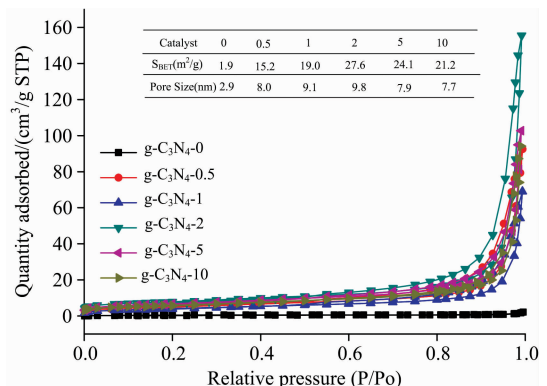 Catalyst 0 0.5 1 2 5 10
S_BET(m²/g) 1.9 15.2 19.0 27.6 24.1 21.2
Pore Size(nm) 2.9 8.0 9.1 9.8 7.9 7.7
g-C₃N₄-0
g-C₃N₄-0.5
g-C₃N₄-1
g-C₃N₄-2
g-C₃N₄-5
g-C₃N₄-10
Quantity adsorbed/(cm³/g STP)
160
140
120
100
80
60
40
20
0
0.0 0.2 0.4 0.6 0.8 1.0
Relative pressure (P/Po)